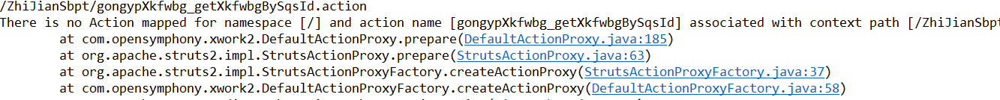 /ZhiJianSbpt/gongypXkfwbg_getXkfwbgBySqsId.action
There is no Action mapped for namespace [/] and action name [gongypXkfwbg_getXkfwbgBySqsId] associated with context path [/ZhiJianSbpt
at com.opensymphony.xwork2.DefaultActionProxy.prepare(DefaultActionProxy.java:185)
at org.apache.struts2.impl.StrutsActionProxy.prepare(StrutsActionProxy.java:63)
at org.apache.struts2.impl.StrutsActionProxyFactory.createActionProxy(StrutsActionProxyFactory.java:37)
at com.opensymphony.xwork2.DefaultActionProxyFactory.createActionProxy(DefaultActionProxyFactory.java:58)